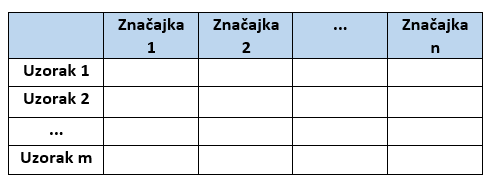 Značajka Značajka ... Značajka
1 2 n
Uzorak 1
Uzorak 2
...
Uzorak m